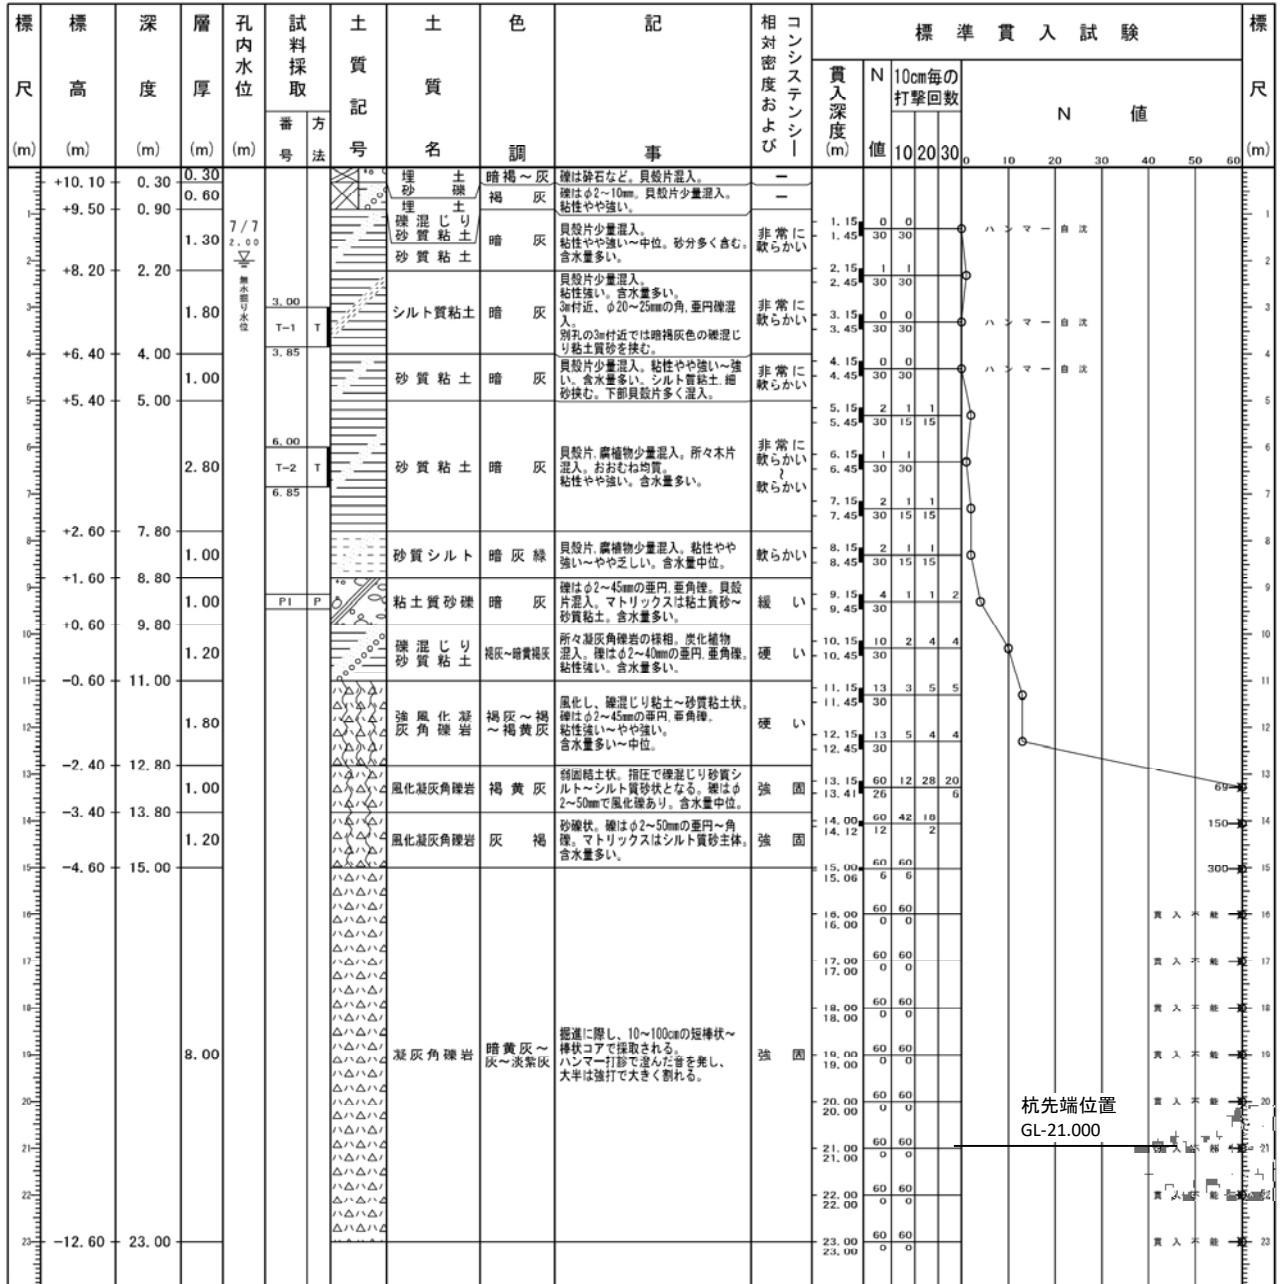 標尺(m) 標高(m) 深度(m) 層厚(m) 孔内水位(m) 試料採取 番号 方法 土質記号 土質名 色調 記事 相対密度および コンシステンシー 標準貫入試験 標尺(m)
貫入深度(m) N値 10cm毎の打撃回数 10 20 30 N値
0 10 20 30 40 50 60
+10.10 0.30 0.30 埋土 砂礫 暗褐～灰 礫は砕石など。貝殻片混入。 ー
+9.50 0.90 0.60 埋土 礫混じり砂質粘土 褐灰 礫はφ2～10mm。貝殻片少量混入。
粘性やや強い。 ー
7/7
2.00
無水掘り水位
+8.20 2.20 1.30 砂質粘土 暗灰 貝殻片少量混入。
粘性やや強い～中位。砂分多く含む。
含水量多い。 非常に軟らかい
+6.40 4.00 1.80 シルト質粘土 暗灰 貝殻片少量混入。
粘性強い。含水量多い。
3m付近、φ20～25mmの角,亜円礫混
入。
別孔の3m付近では暗褐灰色の礫混じ
り粘土質砂を挟む。 非常に軟らかい
3.00
T-1 T
3.85
+5.40 5.00 1.00 砂質粘土 暗灰 貝殻片少量混入。粘性やや強い～強
い。含水量多い。シルト質粘土,細
砂挟む。下部貝殻片多く混入。 非常に軟らかい
+2.60 7.80 2.80 砂質粘土 暗灰 貝殻片,腐植物少量混入。所々木片
混入。おおむね均質。
粘性やや強い。含水量多い。 非常に軟らかい～軟らかい
6.00
T-2 T
6.85
+1.60 8.80 1.00 砂質シルト 暗灰緑 貝殻片,腐植物少量混入。粘性やや
強い～やや乏しい。含水量中位。 軟らかい
+0.60 9.80 1.00 P1 P 粘土質砂礫 暗灰 礫はφ2～45mmの亜円,亜角礫。貝殻
片混入。マトリックスは粘土質砂～
砂質粘土。含水量多い。 緩い
-0.60 11.00 1.20 礫混じり砂質粘土 褐灰～暗黄褐灰 所々凝灰角礫岩の様相。炭化植物
混入。礫はφ2～40mmの亜円,亜角礫。
粘性強い。含水量多い。 硬い
-2.40 12.80 1.80 強風化凝灰角礫岩 褐灰～褐～褐黄灰 風化し、礫混じり粘土～砂質粘土状。
礫はφ2～45mmの亜円,亜角礫。
粘性強い～やや強い。
含水量多い～中位。 硬い
-3.40 13.80 1.00 風化凝灰角礫岩 褐黄灰 弱固結土状。指圧で礫混じり砂質シ
ルト～シルト質砂状となる。礫はφ
2～50mmで風化礫あり。含水量中位。 強固
-4.60 15.00 1.20 風化凝灰角礫岩 灰褐 砂礫状。礫はφ2～50mmの亜円～角
礫。マトリックスはシルト質砂主体。
含水量多い。 強固
-12.60 23.00 8.00 凝灰角礫岩 暗黄灰～灰～淡紫灰 掘進に際し、10～100cmの短棒状～
棒状コアで採取される。
ハンマー打診で澄んだ音を発し、
大半は強打で大きく割れる。 強固
1.15 1.45 0/30 0/30 ハンマー自沈
2.15 2.45 1/30 1/30
3.15 3.45 0/30 0/30 ハンマー自沈
4.15 4.45 0/30 0/30 ハンマー自沈
5.15 5.45 2/30 1/15 1/15
6.15 6.45 1/30 1/30
7.15 7.45 2/30 1/15 1/15
8.15 8.45 2/30 1/15 1/15
9.15 9.45 4/30 1 1 2
10.15 10.45 10/30 2 4 4
11.15 11.45 13/30 3 5 5
12.15 12.45 13/30 5 4 4
13.15 13.41 60/26 12 28 20/6 69
14.00 14.12 60/12 42 18/2 150
15.00 15.06 60/6 60/6 300
16.00 16.00 60/0 60/0 貫入不能
17.00 17.00 60/0 60/0 貫入不能
18.00 18.00 60/0 60/0 貫入不能
19.00 19.00 60/0 60/0 貫入不能
20.00 20.00 60/0 60/0 貫入不能
杭先端位置
GL-21.000
21.00 21.00 60/0 60/0
22.00 22.00 60/0 60/0
23.00 23.00 60/0 60/0 貫入不能
1 2 3 4 5 6 7 8 9 10 11 12 13 14 15 16 17 18 19 20 21 22 23